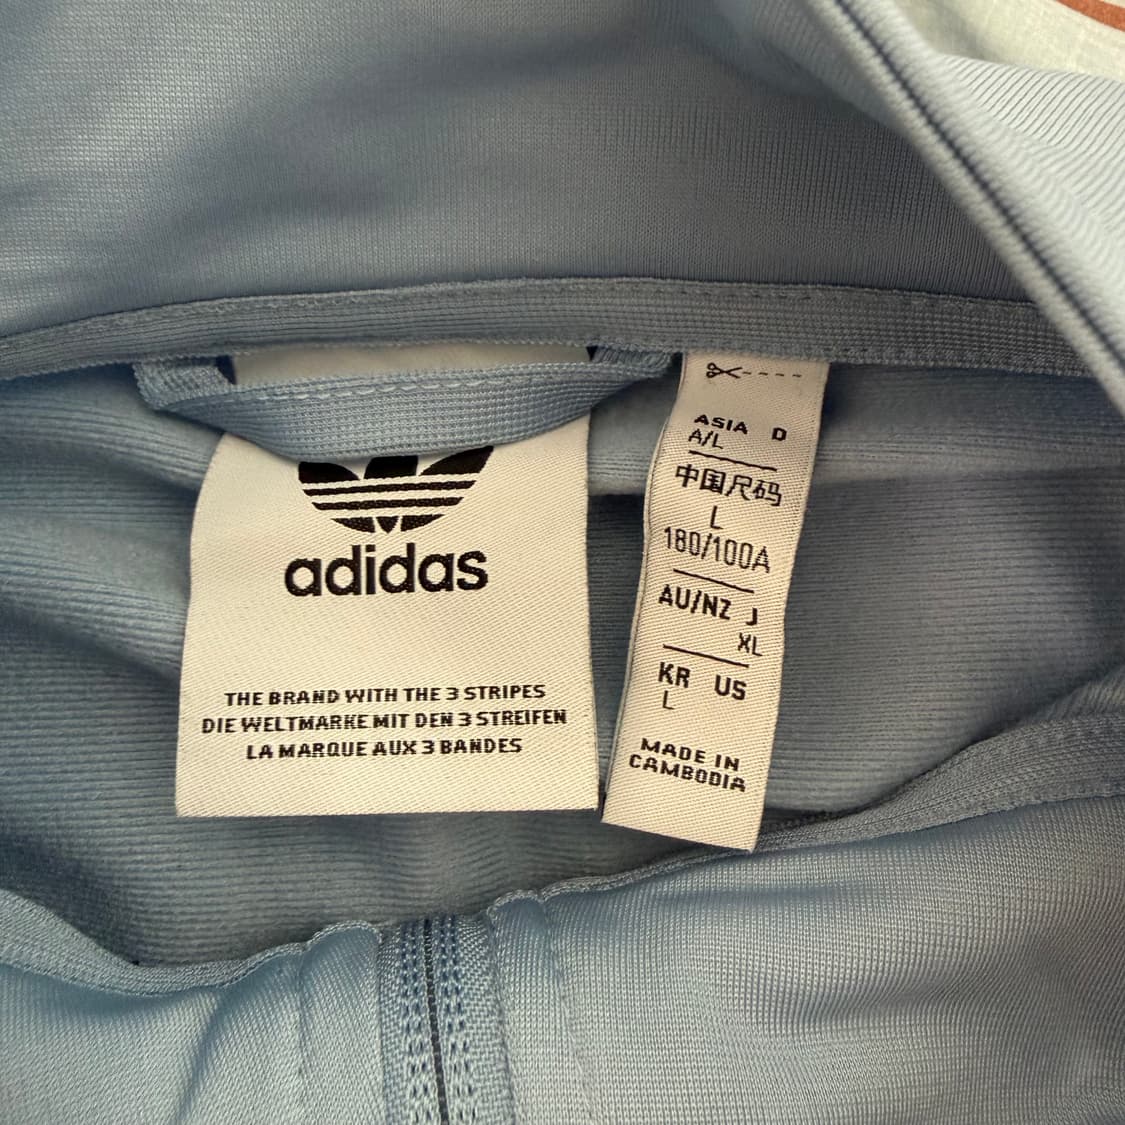 adidas
THE BRAND WITH THE 3 STRIPES
DIE WELTMARKE MIT DEN 3 STREIFEN
LA MARQUE AUX 3 BANDES
ASIA D
A/L
中国尺码
L
180/100A
AU/NZ J
XL
KR US
L
MADE IN
CAMBODIA